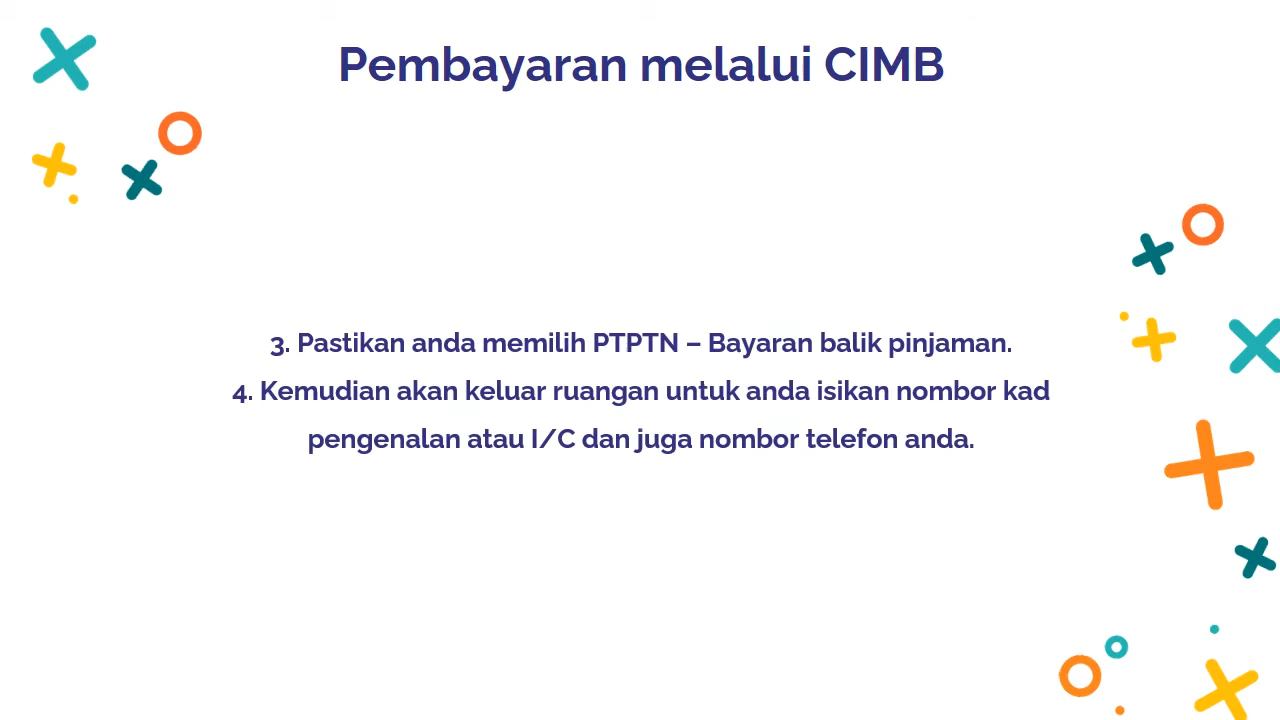 Pembayaran melalui CIMB
3. Pastikan anda memilih PTPTN – Bayaran balik pinjaman.
4. Kemudian akan keluar ruangan untuk anda isikan nombor kad
pengenalan atau I/C dan juga nombor telefon anda.